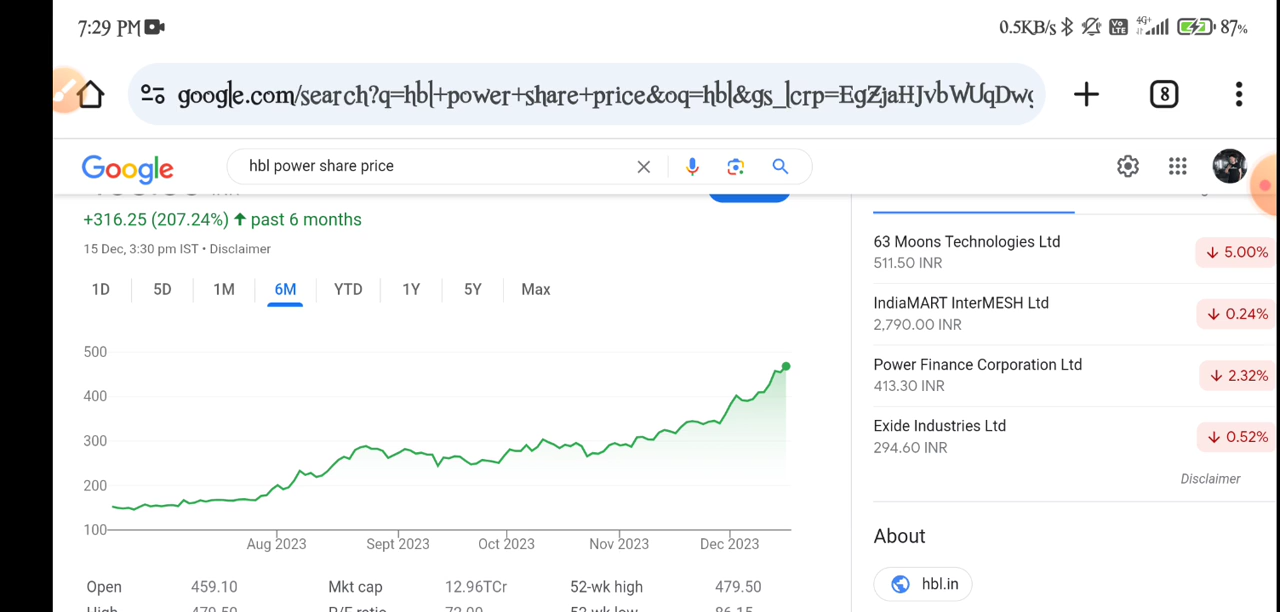 7:29 PM
0.5KB/s Vo LTE 4G+ 87%
google.com/search?q=hbl+power+share+price&oq=hbl&gs_lcrp=EgZjaHJvbWUqDwg
8
Google
hbl power share price
+316.25 (207.24%) ↑ past 6 months
15 Dec, 3:30 pm IST • Disclaimer
1D 5D 1M 6M YTD 1Y 5Y Max
500
400
300
200
100
Aug 2023 Sept 2023 Oct 2023 Nov 2023 Dec 2023
Open 459.10 Mkt cap 12.96TCr 52-wk high 479.50
63 Moons Technologies Ltd
511.50 INR
↓ 5.00%
IndiaMART InterMESH Ltd
2,790.00 INR
↓ 0.24%
Power Finance Corporation Ltd
413.30 INR
↓ 2.32%
Exide Industries Ltd
294.60 INR
↓ 0.52%
Disclaimer
About
hbl.in